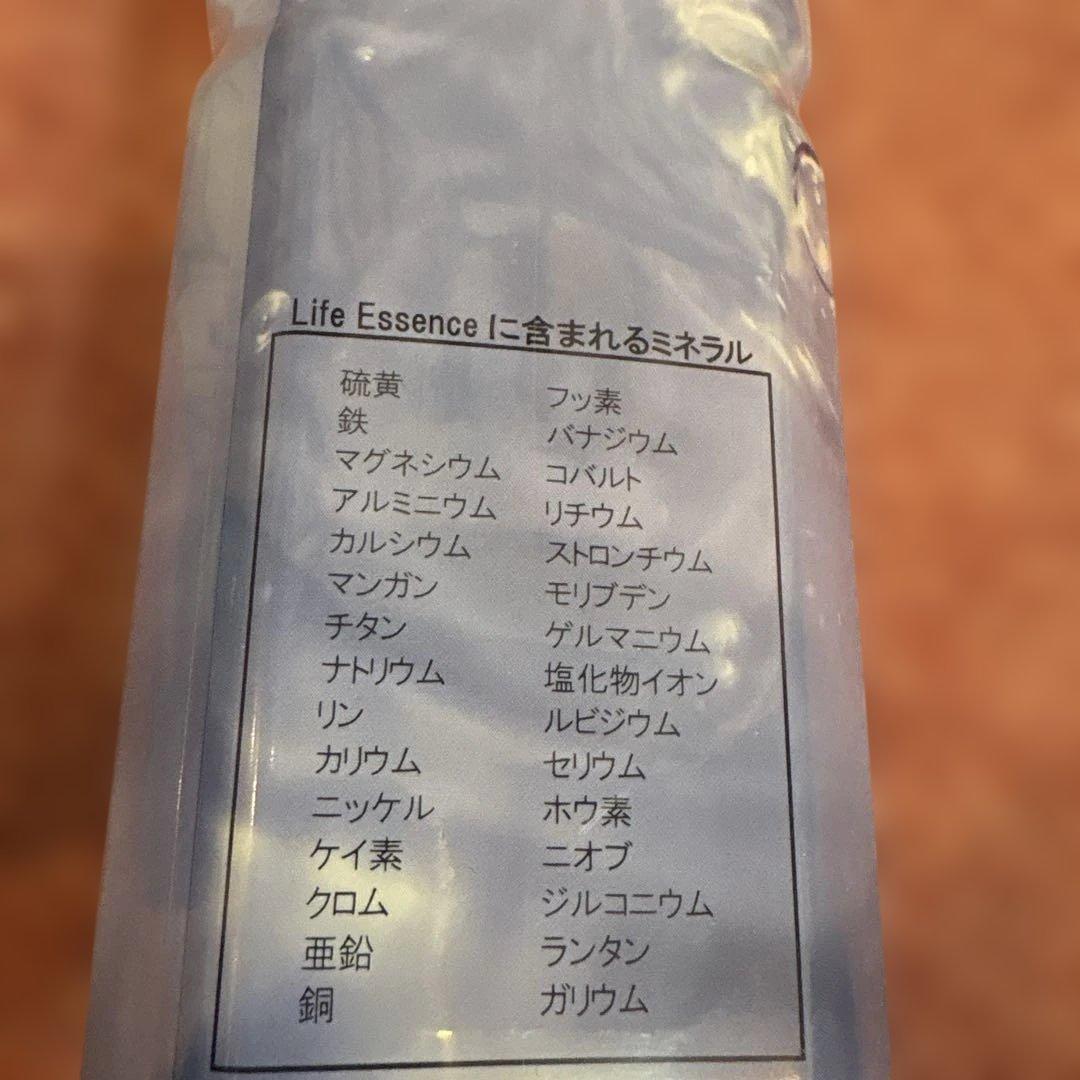 Life Essence に含まれるミネラル
硫黄
鉄
マグネシウム
アルミニウム
カルシウム
マンガン
チタン
ナトリウム
リン
カリウム
ニッケル
ケイ素
クロム
亜鉛
銅
フッ素
バナジウム
コバルト
リチウム
ストロンチウム
モリブデン
ゲルマニウム
塩化物イオン
ルビジウム
セリウム
ホウ素
ニオブ
ジルコニウム
ランタン
ガリウム